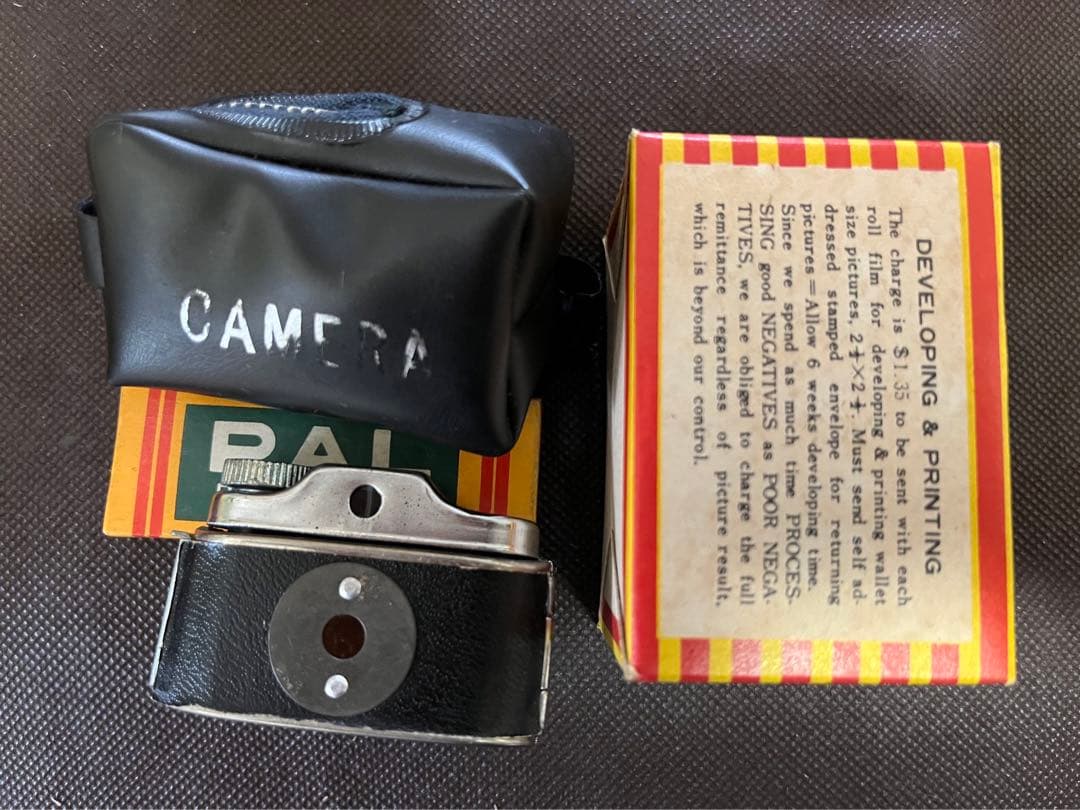 CAMERA
PAL
DEVELOPING & PRINTING
The charge is $1.35 to be sent with each
roll film for developing & printing wallet
size pictures, 2½×2½. Must send self ad-
dressed stamped envelope for returning
pictures=Allow 6 weeks developing time.
Since we spend as much time PROCES-
SING good NEGATIVES as POOR NEGA-
TIVES, we are obliged to charge the full
remittance regardless of picture result,
which is beyond our control.